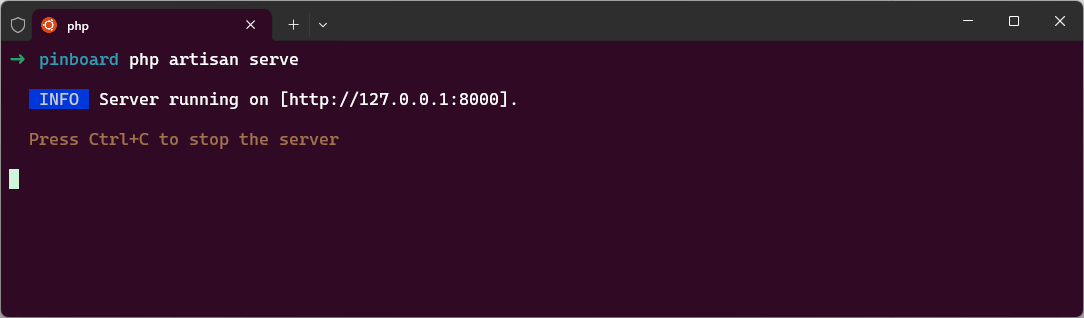 php
→ pinboard php artisan serve
INFO Server running on [http://127.0.0.1:8000].
Press Ctrl+C to stop the server